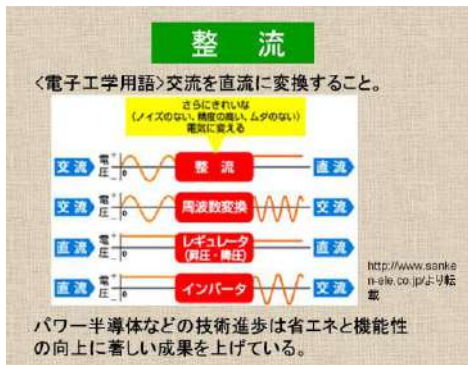 整 流
<電子工学用語>交流を直流に変換すること。
さらにきれいな
(ノイズのない、精度の高い、ムダのない)
電気に変える
交流 電圧 + - 0 整 流 直流
交流 電圧 + - 0 周波数変換 交流
直流 電圧 + - 0 レギュレータ(昇圧・降圧) 直流
直流 電圧 + - 0 インバータ 交流
http://www.sanke
n-ele.co.jp/より転
載
パワー半導体などの技術進歩は省エネと機能性
の向上に著しい成果を上げている。